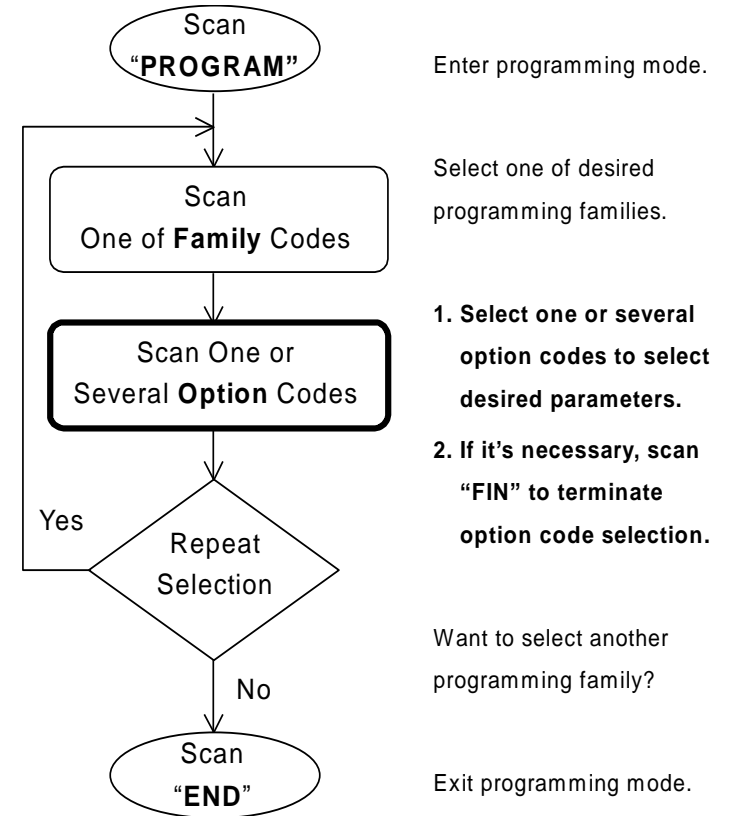 Scan
“PROGRAM”
Enter programming mode.
Scan
One of Family Codes
Select one of desired
programming families.
Scan One or
Several Option Codes
1. Select one or several
option codes to select
desired parameters.
2. If it’s necessary, scan
“FIN” to terminate
option code selection.
Yes
Repeat
Selection
Want to select another
programming family?
No
Scan
“END”
Exit programming mode.